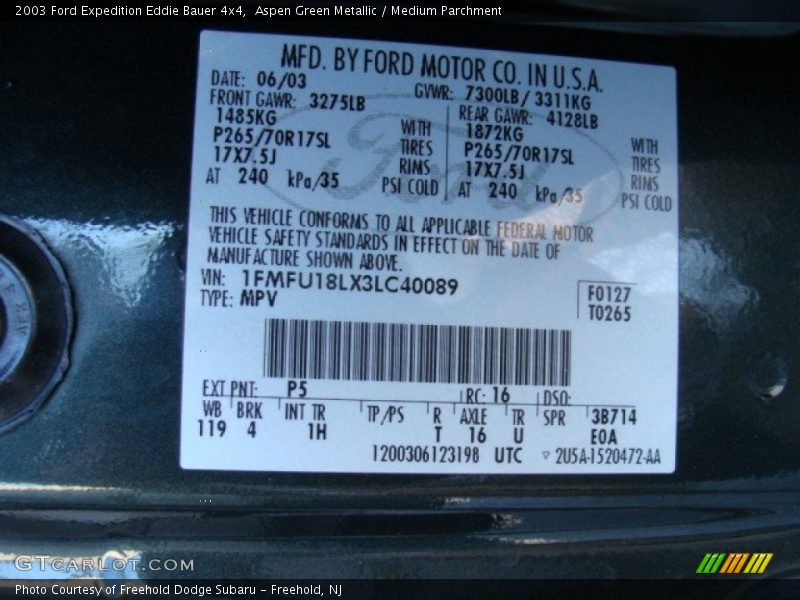 2003 Ford Expedition Eddie Bauer 4x4,  Aspen Green Metallic / Medium Parchment
MFD. BY FORD MOTOR CO. IN U.S.A.
DATE: 06/03 GVWR: 7300LB/ 3311KG
FRONT GAWR: 3275LB REAR GAWR: 4128LB
1485KG WITH 1872KG WITH
P265/70R17SL TIRES P265/70R17SL TIRES
17X7.5J RIMS 17X7.5J RIMS
AT 240 kPa/35 PSI COLD AT 240 kPa/35 PSI COLD
Ford
THIS VEHICLE CONFORMS TO ALL APPLICABLE FEDERAL MOTOR
VEHICLE SAFETY STANDARDS IN EFFECT ON THE DATE OF
MANUFACTURE SHOWN ABOVE.
VIN: 1FMFU18LX3LC40089 F0127
TYPE: MPV T0265
EXT PNT: P5 RC: 16 DSO:
WB BRK INT TR TP/PS R AXLE TR SPR 3B714
119 4 1H T 16 U E0A
1200306123198 UTC ▽ 2U5A-1520472-AA
GTCARLOT.COM
Photo Courtesy of Freehold Dodge Subaru - Freehold, NJ